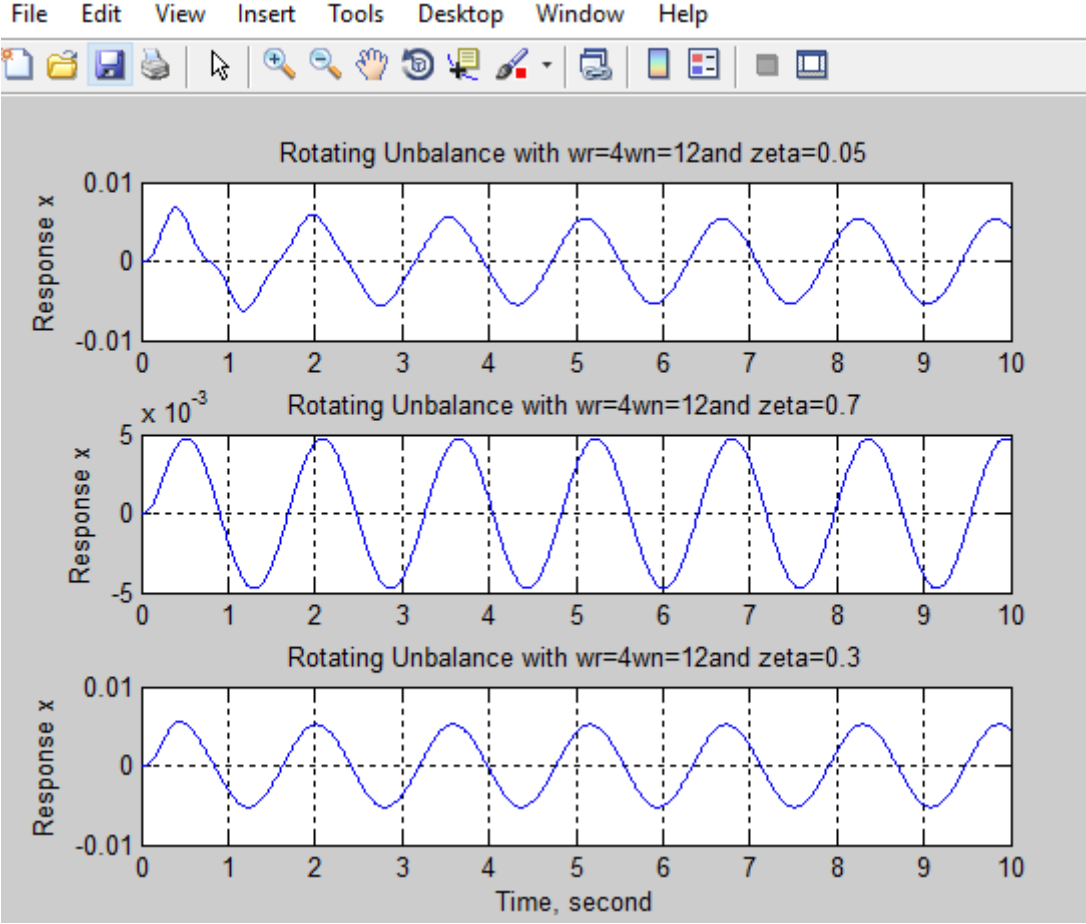 File Edit View Insert Tools Desktop Window Help
Rotating Unbalance with wr=4wn=12and zeta=0.05
Response x
0.01
0
-0.01
0 1 2 3 4 5 6 7 8 9 10
Rotating Unbalance with wr=4wn=12and zeta=0.7
x 10^-3
Response x
5
0
-5
0 1 2 3 4 5 6 7 8 9 10
Rotating Unbalance with wr=4wn=12and zeta=0.3
Response x
0.01
0
-0.01
0 1 2 3 4 5 6 7 8 9 10
Time, second